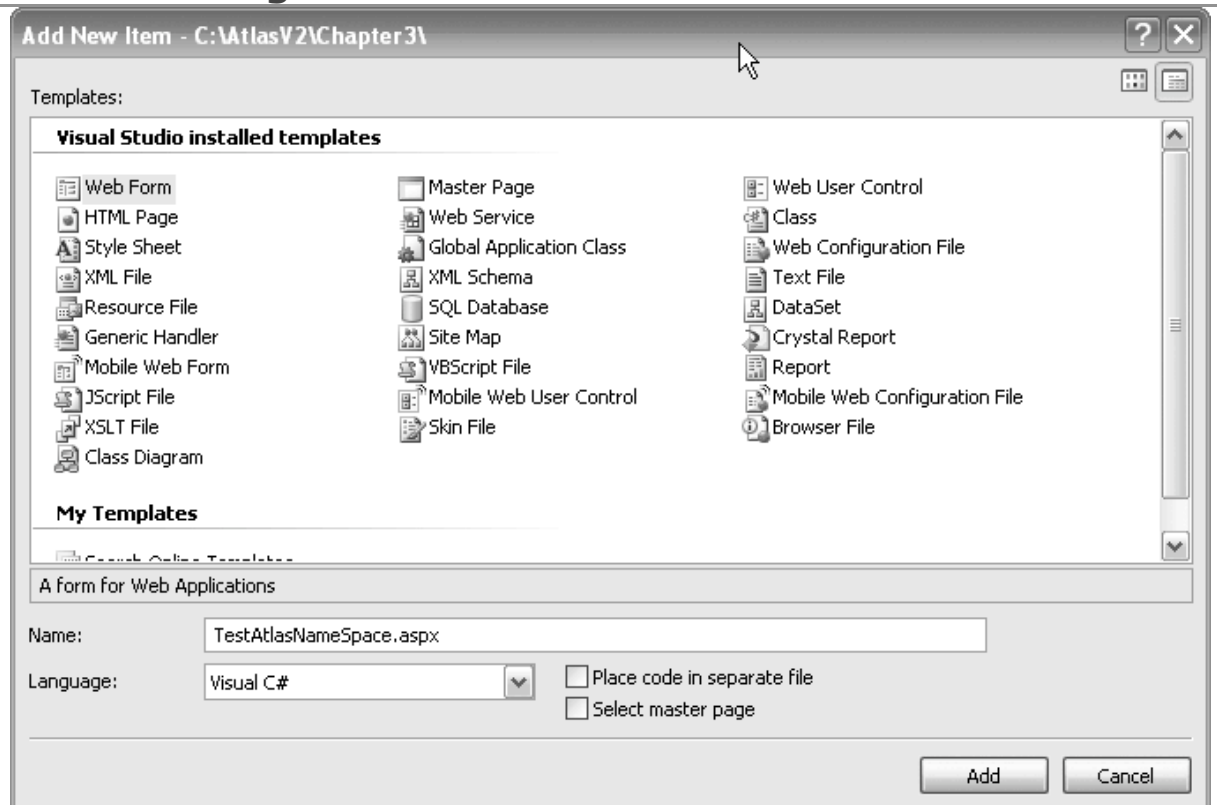 Add New Item - C:\AtlasV2\Chapter3\
Templates:
Visual Studio installed templates
Web Form Master Page Web User Control
HTML Page Web Service Class
Style Sheet Global Application Class Web Configuration File
XML File XML Schema Text File
Resource File SQL Database DataSet
Generic Handler Site Map Crystal Report
Mobile Web Form VBScript File Report
JScript File Mobile Web User Control Mobile Web Configuration File
XSLT File Skin File Browser File
Class Diagram
My Templates
Search Online Templates
A form for Web Applications
Name: TestAtlasNameSpace.aspx
Language: Visual C# Place code in separate file
Select master page
Add Cancel